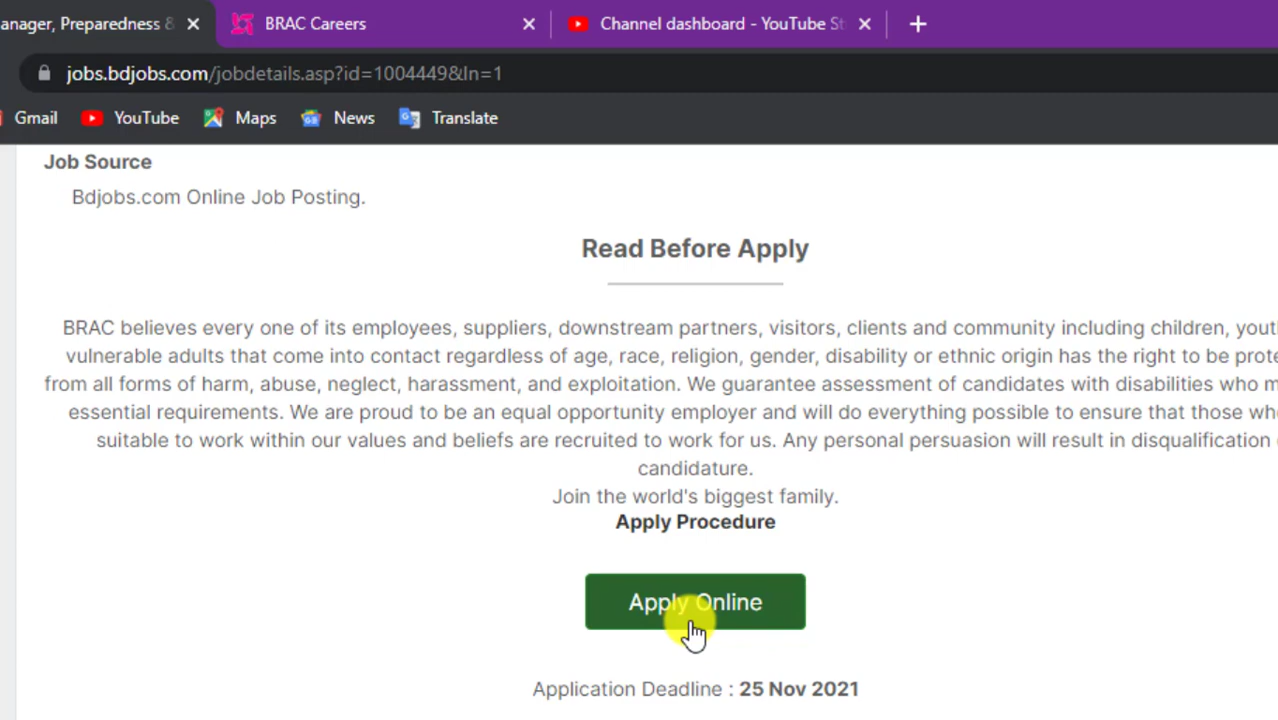 anager, Preparedness &
BRAC Careers
Channel dashboard - YouTube St
jobs.bdjobs.com/jobdetails.asp?id=1004449&ln=1
Gmail YouTube Maps News Translate
Job Source
Bdjobs.com Online Job Posting.
Read Before Apply
BRAC believes every one of its employees, suppliers, downstream partners, visitors, clients and community including children, yout
vulnerable adults that come into contact regardless of age, race, religion, gender, disability or ethnic origin has the right to be prote
from all forms of harm, abuse, neglect, harassment, and exploitation. We guarantee assessment of candidates with disabilities who m
essential requirements. We are proud to be an equal opportunity employer and will do everything possible to ensure that those who
suitable to work within our values and beliefs are recruited to work for us. Any personal persuasion will result in disqualification
candidature.
Join the world's biggest family.
Apply Procedure
Apply Online
Application Deadline : 25 Nov 2021